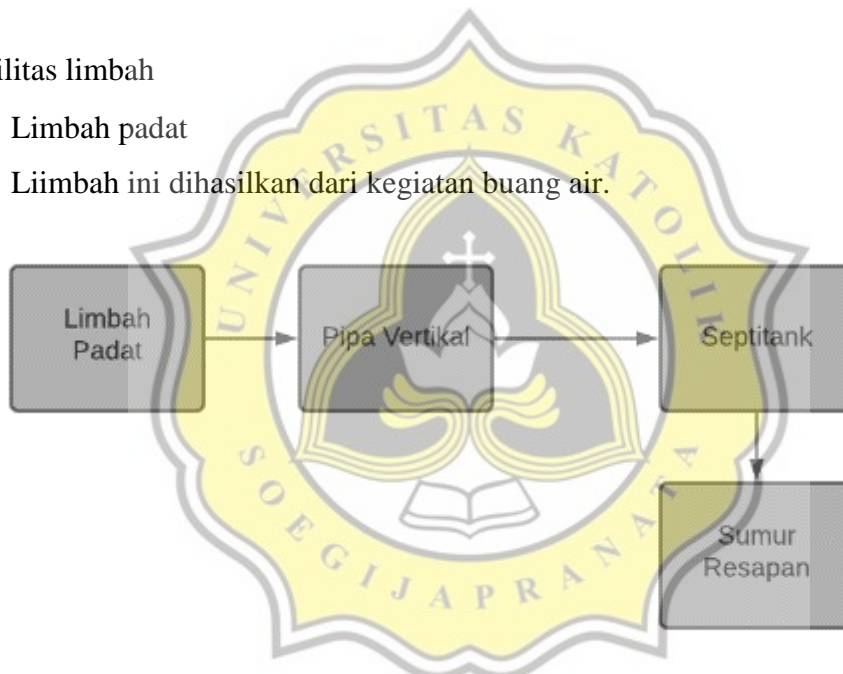 ilitas limbah
Limbah padat
Liimbah ini dihasilkan dari kegiatan buang air.
Limbah
Padat
Pipa Vertikal
Septitank
Sumur
Resapan
UNIVERSITAS KATOLIK
SOEGIJAPRANATA